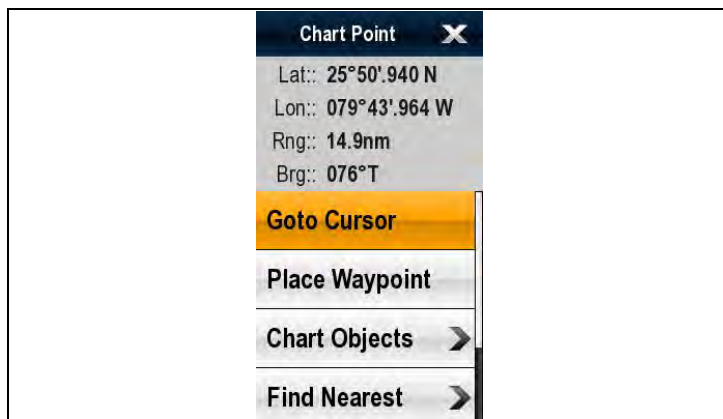 Chart Point
Lat:: 25°50'.940 N
Lon:: 079°43'.964 W
Rng:: 14.9nm
Brg:: 076°T
Goto Cursor
Place Waypoint
Chart Objects
Find Nearest